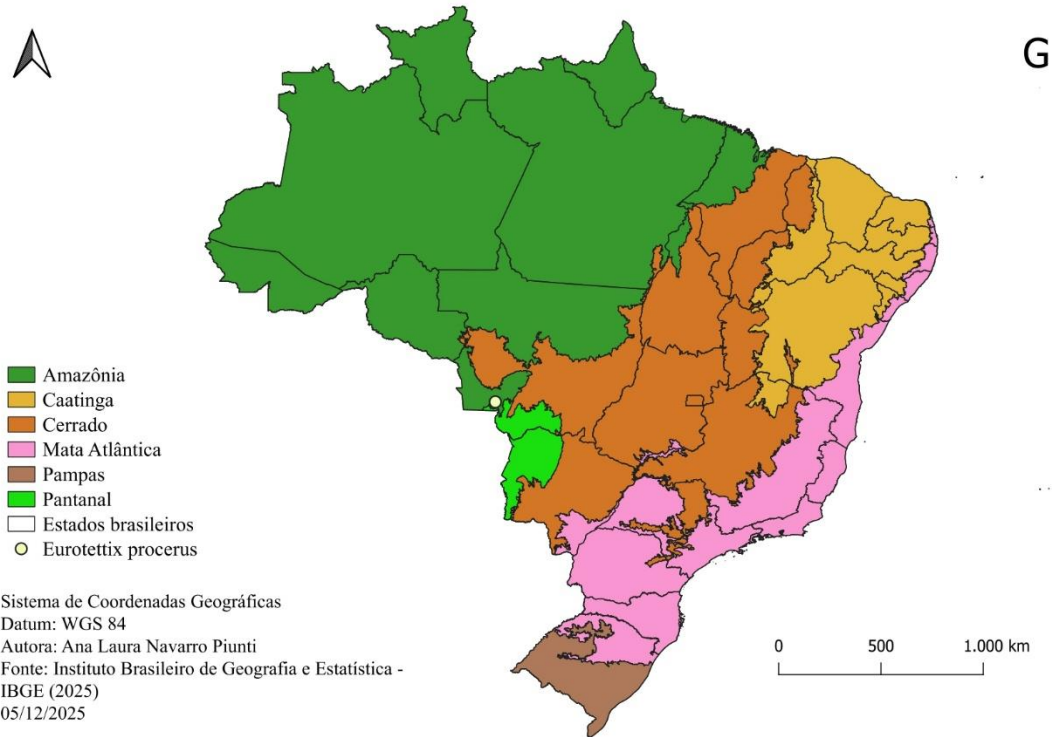 G
Amazônia
Caatinga
Cerrado
Mata Atlântica
Pampas
Pantanal
Estados brasileiros
Eurotettix procerus
Sistema de Coordenadas Geográficas
Datum: WGS 84
Autora: Ana Laura Navarro Piunti
Fonte: Instituto Brasileiro de Geografia e Estatística -
IBGE (2025)
05/12/2025
0 500 1.000 km